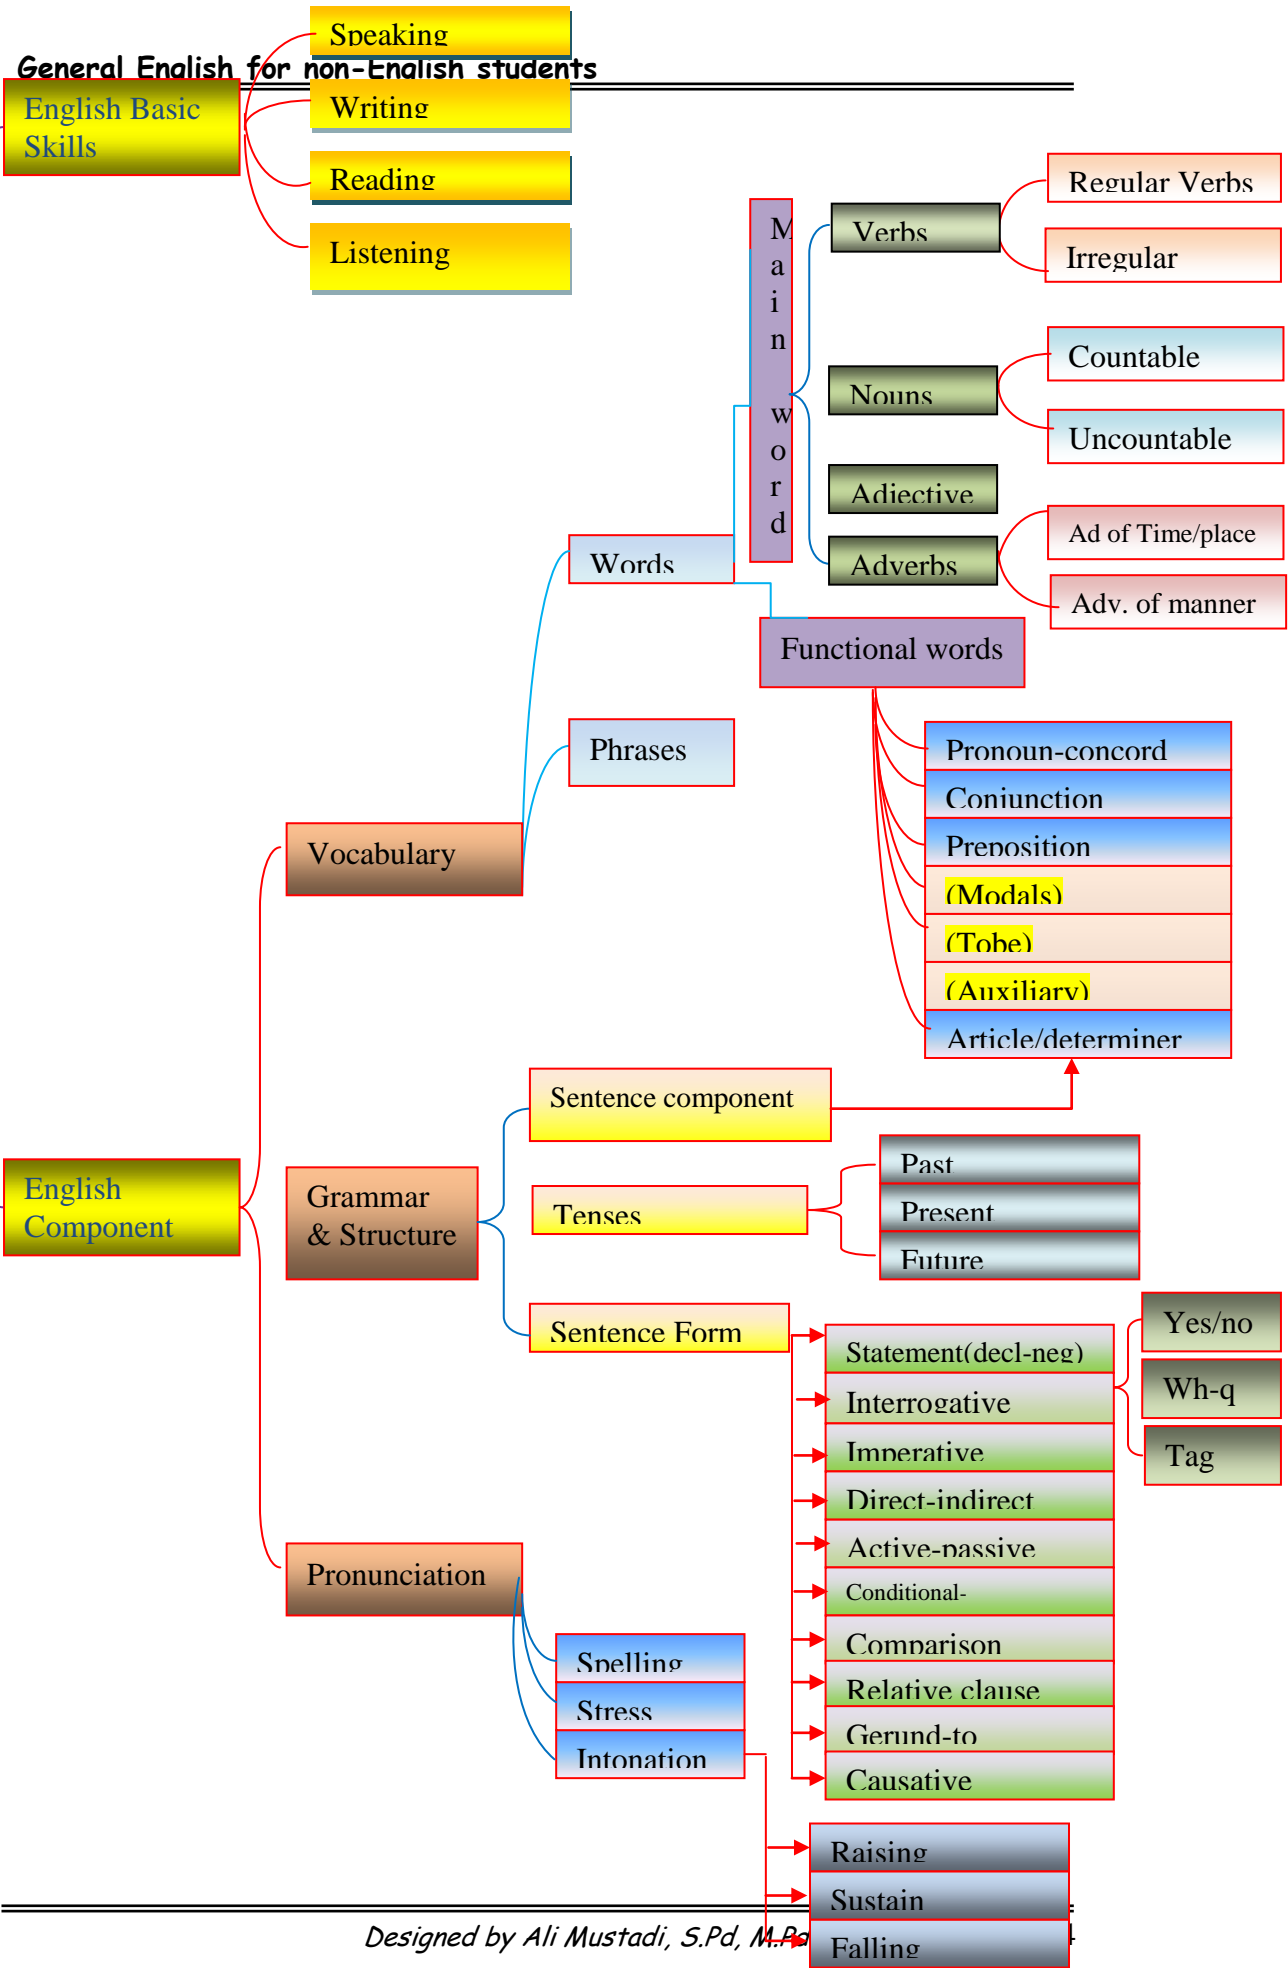 General English for non-English students
English Basic
Skills
Speaking
Writing
Reading
Listening
Main word
Verbs
Regular Verbs
Irregular
Nouns
Countable
Uncountable
Adjective
Adverbs
Ad of Time/place
Adv. of manner
Words
Functional words
Phrases
Pronoun-concord
Conjunction
Preposition
(Modals)
(Tobe)
(Auxiliary)
Article/determiner
Vocabulary
Sentence component
English
Component
Grammar
& Structure
Tenses
Past
Present
Future
Sentence Form
Statement(decl-neg)
Interrogative
Imperative
Direct-indirect
Active-passive
Conditional-
Comparison
Relative clause
Gerund-to
Causative
Yes/no
Wh-q
Tag
Pronunciation
Spelling
Stress
Intonation
Raising
Sustain
Falling
Designed by Ali Mustadi, S.Pd, M.Pd